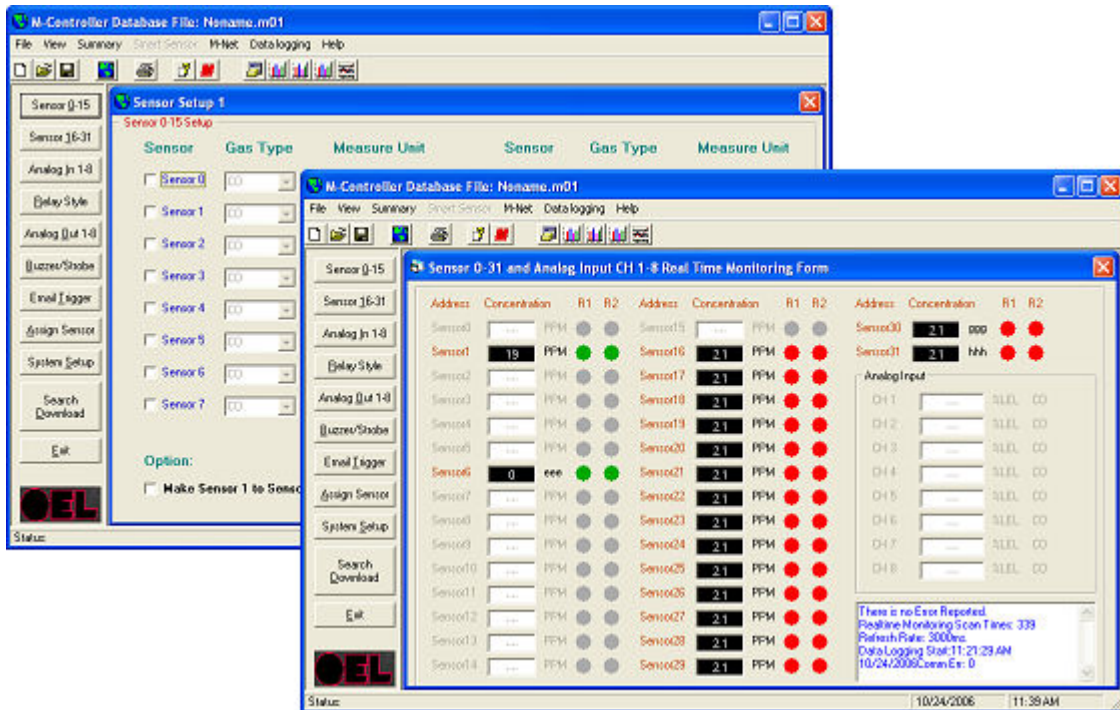 M-Controller Database File: Noname.m01
File View Summary Smart Sensor M-Net Data logging Help
Sensor 0-15
Sensor 16-31
Analog In 1-8
Relay Style
Analog Out 1-8
Buzzer/Strobe
Email Trigger
Assign Sensor
System Setup
Search Download
Exit
OEL
Status:
Sensor Setup 1
Sensor 0-15 Setup
Sensor Gas Type Measure Unit Sensor Gas Type Measure Unit
Sensor 0 CO
Sensor 1 CO
Sensor 2 CO
Sensor 3 CO
Sensor 4 CO
Sensor 5 CO
Sensor 6 CO
Sensor 7 CO
Option:
Make Sensor 1 to Senso
M-Controller Database File: Noname.m01
File View Summary Smart Sensor M-Net Data logging Help
Sensor 0-15
Sensor 16-31
Analog In 1-8
Relay Style
Analog Out 1-8
Buzzer/Strobe
Email Trigger
Assign Sensor
System Setup
Search Download
Exit
OEL
Sensor 0-31 and Analog Input CH 1-8 Real Time Monitoring Form
Address Concentration R1 R2 Address Concentration R1 R2 Address Concentration R1 R2
Sensor0 --- PPM
Sensor1 19 PPM
Sensor2 --- PPM
Sensor3 --- PPM
Sensor4 --- PPM
Sensor5 --- PPM
Sensor6 0 eee
Sensor7 --- PPM
Sensor8 --- PPM
Sensor9 --- PPM
Sensor10 --- PPM
Sensor11 --- PPM
Sensor12 --- PPM
Sensor13 --- PPM
Sensor14 --- PPM
Sensor15 --- PPM
Sensor16 21 PPM
Sensor17 21 PPM
Sensor18 21 PPM
Sensor19 21 PPM
Sensor20 21 PPM
Sensor21 21 PPM
Sensor22 21 PPM
Sensor23 21 PPM
Sensor24 21 PPM
Sensor25 21 PPM
Sensor26 21 PPM
Sensor27 21 PPM
Sensor28 21 PPM
Sensor29 21 PPM
Sensor30 21 ppp
Sensor31 21 hhh
Analog Input
CH 1 --- %LEL CO
CH 2 --- %LEL CO
CH 3 --- %LEL CO
CH 4 --- %LEL CO
CH 5 --- %LEL CO
CH 6 --- %LEL CO
CH 7 --- %LEL CO
CH 8 --- %LEL CO
There is no Error Reported.
Realtime Monitoring Scan Times: 339
Refresh Rate: 3000ms.
Data Logging Start:11:21:29 AM
10/24/2006Comm Err: 0
Status: 10/24/2006 11:39 AM